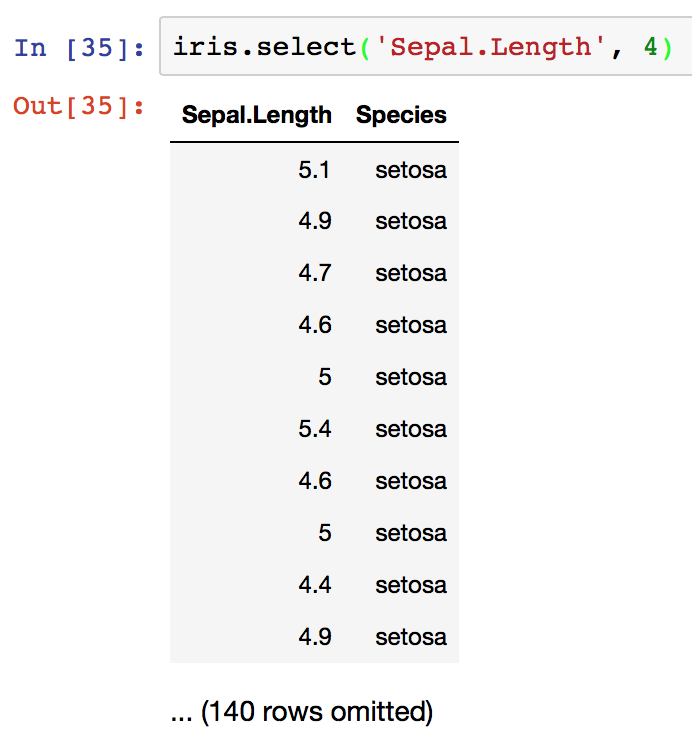 In [35]: iris.select('Sepal.Length', 4)
Out[35]:
Sepal.Length Species
5.1 setosa
4.9 setosa
4.7 setosa
4.6 setosa
5 setosa
5.4 setosa
4.6 setosa
5 setosa
4.4 setosa
4.9 setosa
... (140 rows omitted)